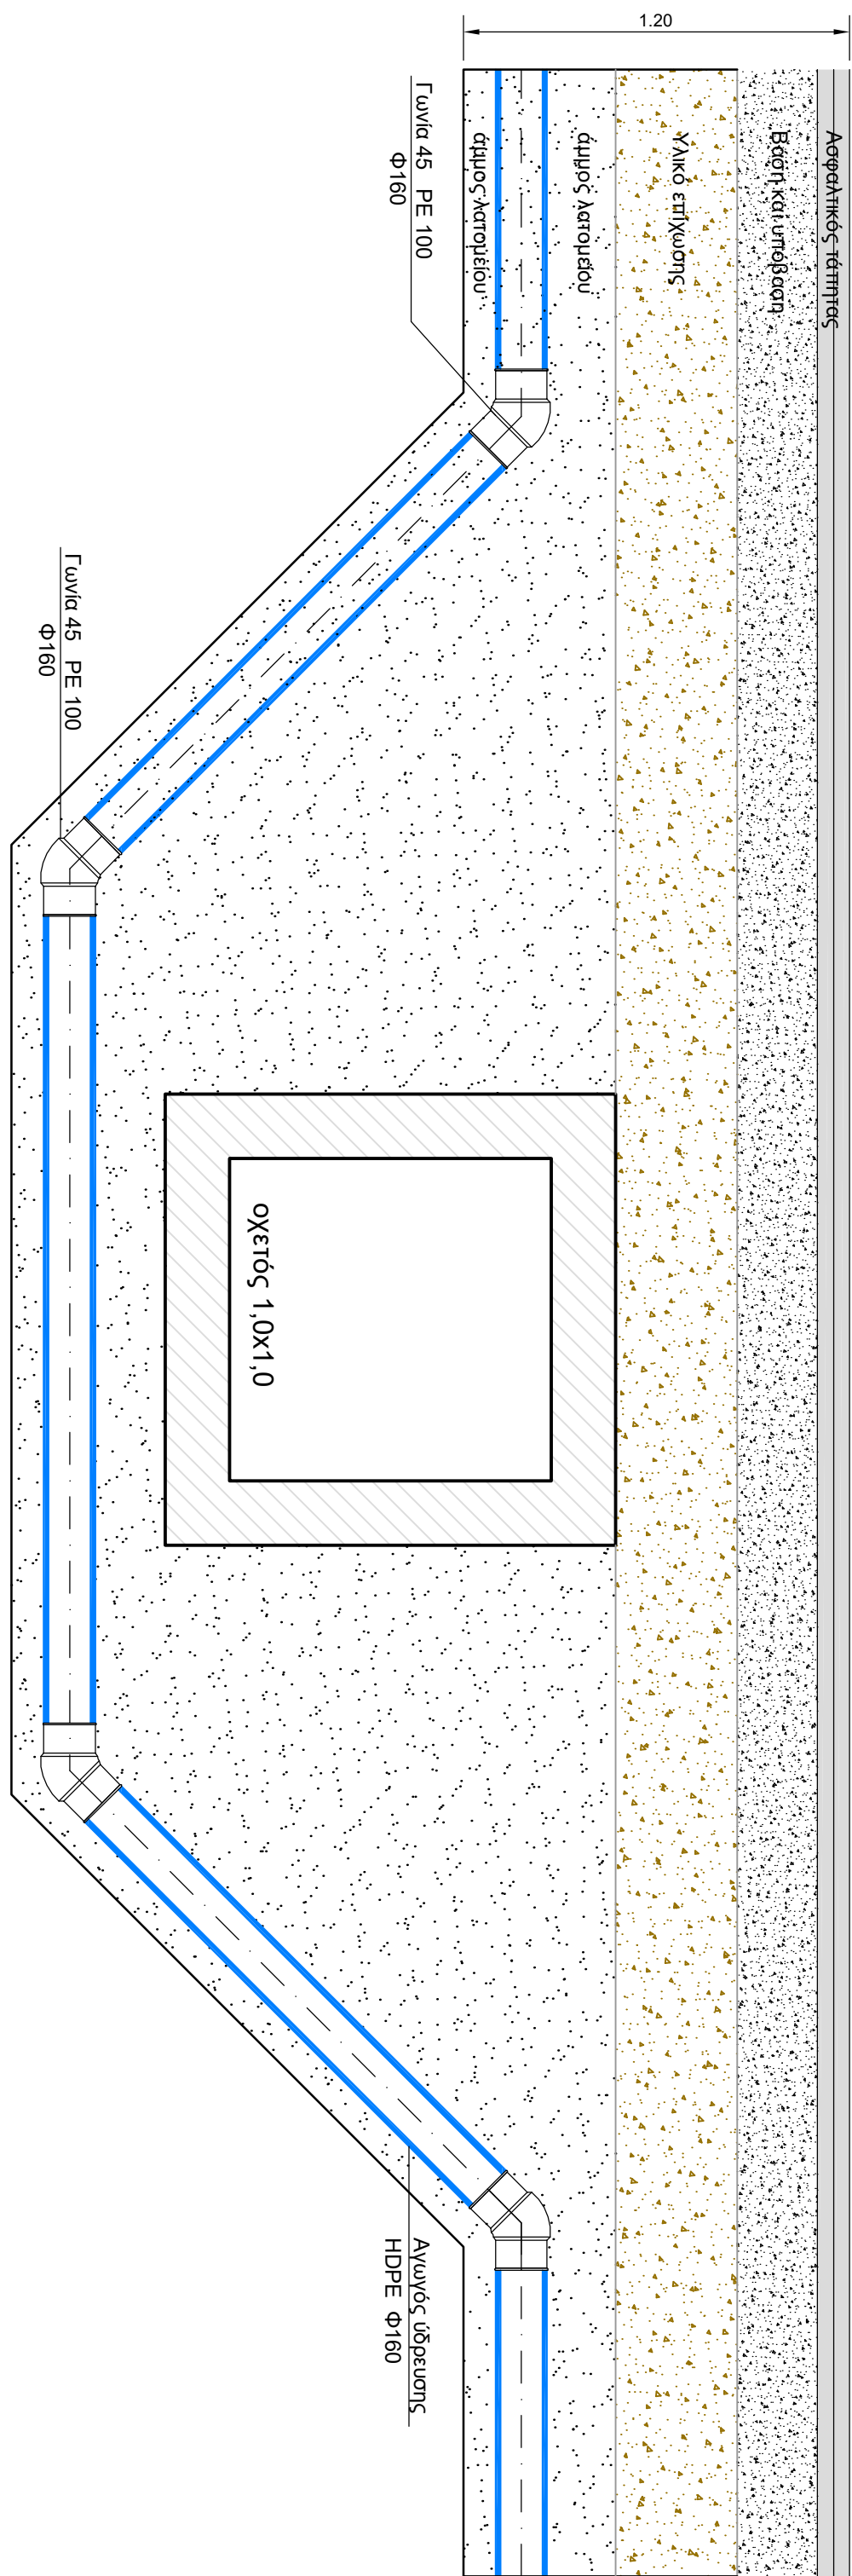 1.20
Ασφαλτικός τάπητας
Βάση και υπόβαση
Υλικό επίχωσης
άμμος λατομείου
άμμος λατομείου
Γωνία 45 PE 100
Φ160
Γωνία 45 PE 100
Φ160
οχετός 1,0x1,0
Αγωγός ύδρευσης
HDPE Φ160